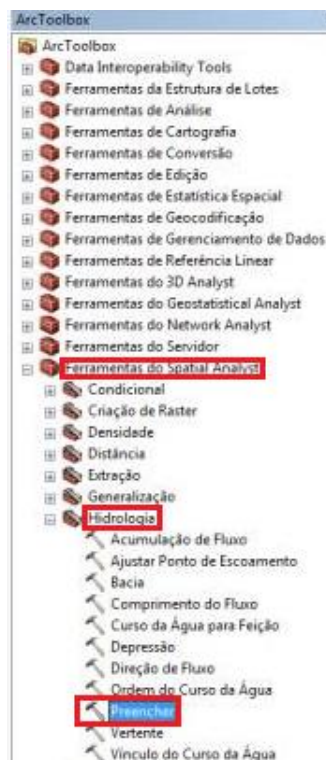 ArcToolbox
ArcToolbox
Data Interoperability Tools
Ferramentas da Estrutura de Lotes
Ferramentas de Análise
Ferramentas de Cartografia
Ferramentas de Conversão
Ferramentas de Edição
Ferramentas de Estatística Espacial
Ferramentas de Geocodificação
Ferramentas de Gerenciamento de Dados
Ferramentas de Referência Linear
Ferramentas do 3D Analyst
Ferramentas do Geostatistical Analyst
Ferramentas do Network Analyst
Ferramentas do Servidor
Ferramentas do Spatial Analyst
Condicional
Criação de Raster
Densidade
Distância
Extração
Generalização
Hidrologia
Acumulação de Fluxo
Ajustar Ponto de Escoamento
Bacia
Comprimento do Fluxo
Curso da Água para Feição
Depressão
Direção de Fluxo
Ordem do Curso da Água
Preencher
Vertente
Vínculo do Curso da Água